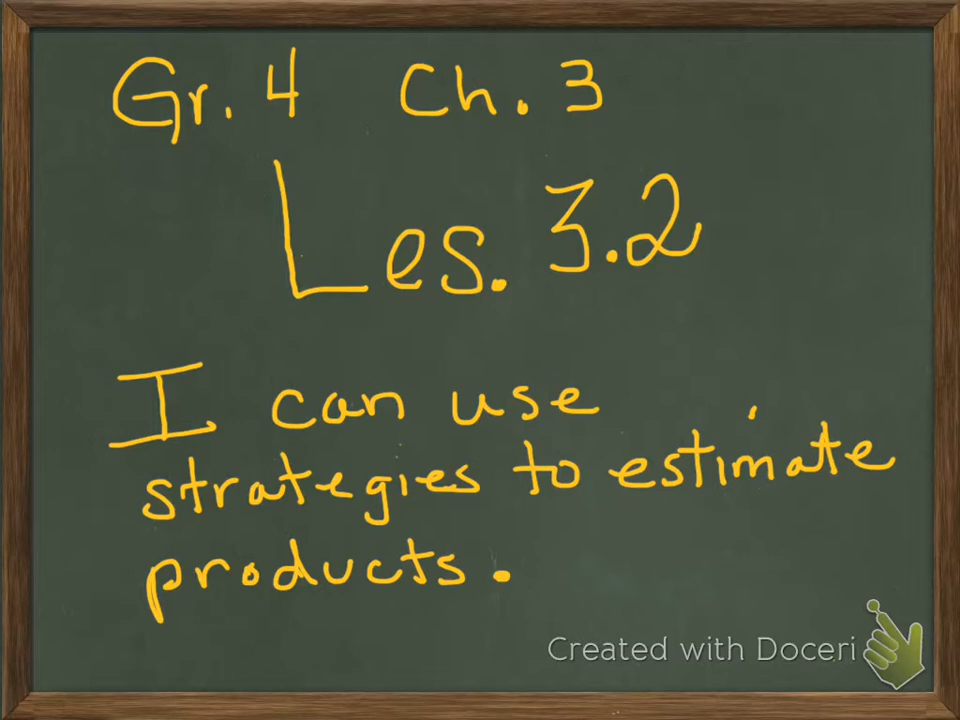 Gr. 4 Ch. 3
Les. 3.2
I can use
strategies to estimate
products.
Created with Doceri